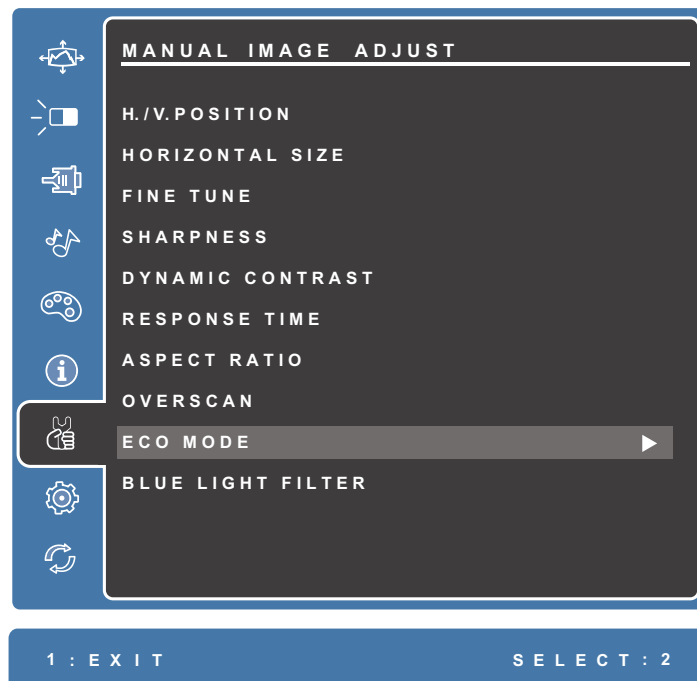 MANUAL IMAGE ADJUST
H./V.POSITION
HORIZONTAL SIZE
FINE TUNE
SHARPNESS
DYNAMIC CONTRAST
RESPONSE TIME
ASPECT RATIO
OVERSCAN
ECO MODE
BLUE LIGHT FILTER
1 : EXIT SELECT : 2